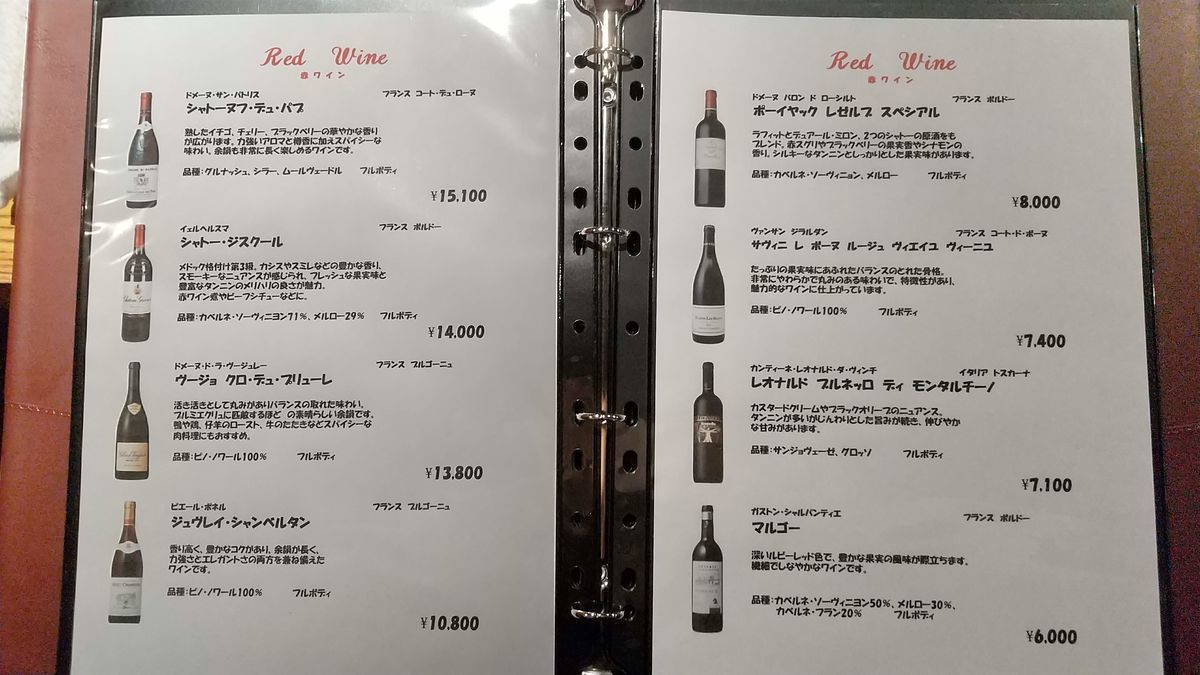 Red Wine
赤ワイン
ドメーヌ・サン・パトリス フランス コート・デュ・ローヌ
シャトーヌフ・デュ・パプ
熟したイチゴ、チェリー、ブラックベリーの華やかな香り
が広がります。力強いアロマと樽香に加えスパイシーな
味わい、余韻も非常に長く楽しめるワインです。
品種：グルナッシュ、シラー、ムールヴェードル フルボディ
¥15,100
イェルヘルスマ フランス ボルドー
シャトー・ジスクール
メドック格付け第3級。カシスやスミレなどの豊かな香り、
スモーキーなニュアンスが感じられ、フレッシュな果実味と
豊富なタンニンのメリハリの良さが魅力。
赤ワイン煮やビーフシチューなどに。
品種：カベルネ・ソーヴィニヨン71%、メルロー29% フルボディ
¥14,000
ドメーヌ・ド・ラ・ヴージュレー フランス ブルゴーニュ
ヴージョ クロ・デュ・プリューレ
活き活きとして丸みがありバランスの取れた味わい。
プルミエクリュに匹敵するほど の素晴らしい余韻です。
鴨や鶏、仔羊のロースト、牛のたたきなどスパイシーな
肉料理にもおすすめ。
品種：ピノ・ノワール100% フルボディ
¥13,800
ピエール・ポネル フランス ブルゴーニュ
ジュヴレイ・シャンベルタン
香り高く、豊かなコクがあり、余韻が長く、
力強さとエレガントさの両方を兼ね備えた
ワインです。
品種：ピノ・ノワール100% フルボディ
¥10,800
Red Wine
赤ワイン
ドメーヌ バロン ド ローシルト フランス ボルドー
ポーイヤック レゼルブ スペシアル
ラフィットとデュアール・ミロン、2つのシャトーの原酒をも
ブレンド。赤スグリやブラックベリーの果実香やシナモンの
香り、シルキーなタンニンとしっかりとした果実味があります。
品種：カベルネ・ソーヴィニョン、メルロー フルボディ
¥8,000
ヴァンサン ジラルダン フランス コート・ド・ボーヌ
サヴィニ レ ボーヌ ルージュ ヴィエイユ ヴィーニュ
たっぷりの果実味にあふれたバランスのとれた骨格。
非常にやわらかで丸みのある味わいで、特徴性があり、
魅力的なワインに仕上がっています。
品種：ピノ・ノワール100% フルボディ
¥7,400
カンティーネ・レオナルド・ダ・ヴィンチ イタリア トスカーナ
レオナルド ブルネッロ ディ モンタルチーノ
カスタードクリームやブラックオリーブのニュアンス、
タンニンが多いがじんわりとした旨みが続き、伸びやか
な甘みがあります。
品種：サンジョヴェーゼ、グロッソ フルボディ
¥7,100
ガストン・シャルパンティエ フランス ボルドー
マルゴー
深いルビーレッド色で、豊かな果実の風味が際立ちます。
繊細でしなやかなワインです。
品種：カベルネ・ソーヴィニヨン50%、メルロー30%、
カベルネ・フラン20% フルボディ
¥6,000